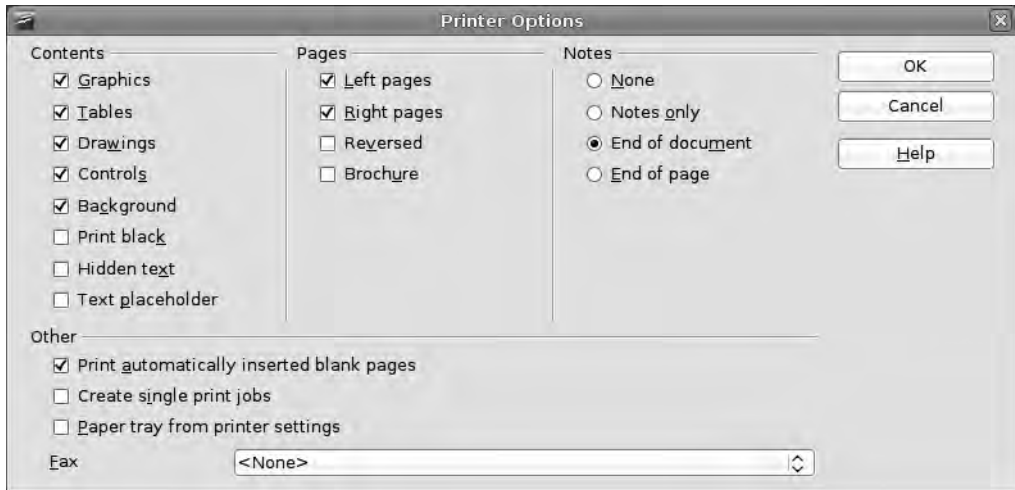 Printer Options
Contents
Graphics
Tables
Drawings
Controls
Background
Print black
Hidden text
Text placeholder
Pages
Left pages
Right pages
Reversed
Brochure
Notes
None
Notes only
End of document
End of page
OK
Cancel
Help
Other
Print automatically inserted blank pages
Create single print jobs
Paper tray from printer settings
Fax
<None>